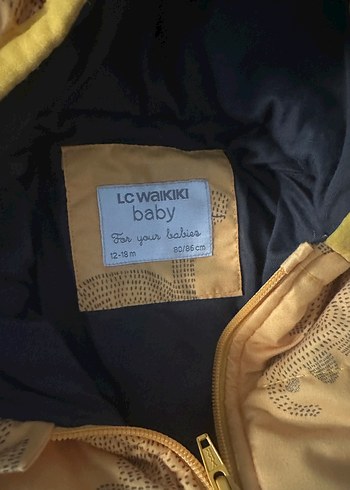 LC WAIKIKI
baby
For your babies
12-18 m 80/86 cm